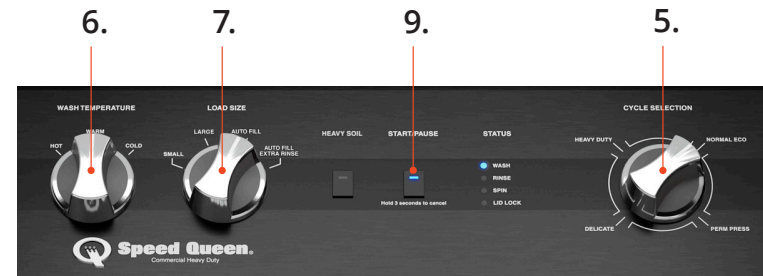 6.
7.
9.
5.
WASH TEMPERATURE
HOT
WARM
COLD
LOAD SIZE
SMALL
LARGE
AUTO FILL
AUTO FILL
EXTRA RINSE
HEAVY SOIL
START/PAUSE
Hold 3 seconds to cancel
STATUS
WASH
RINSE
SPIN
LID LOCK
CYCLE SELECTION
HEAVY DUTY
NORMAL ECO
DELICATE
PERM PRESS
Speed Queen®
Commercial Heavy Duty